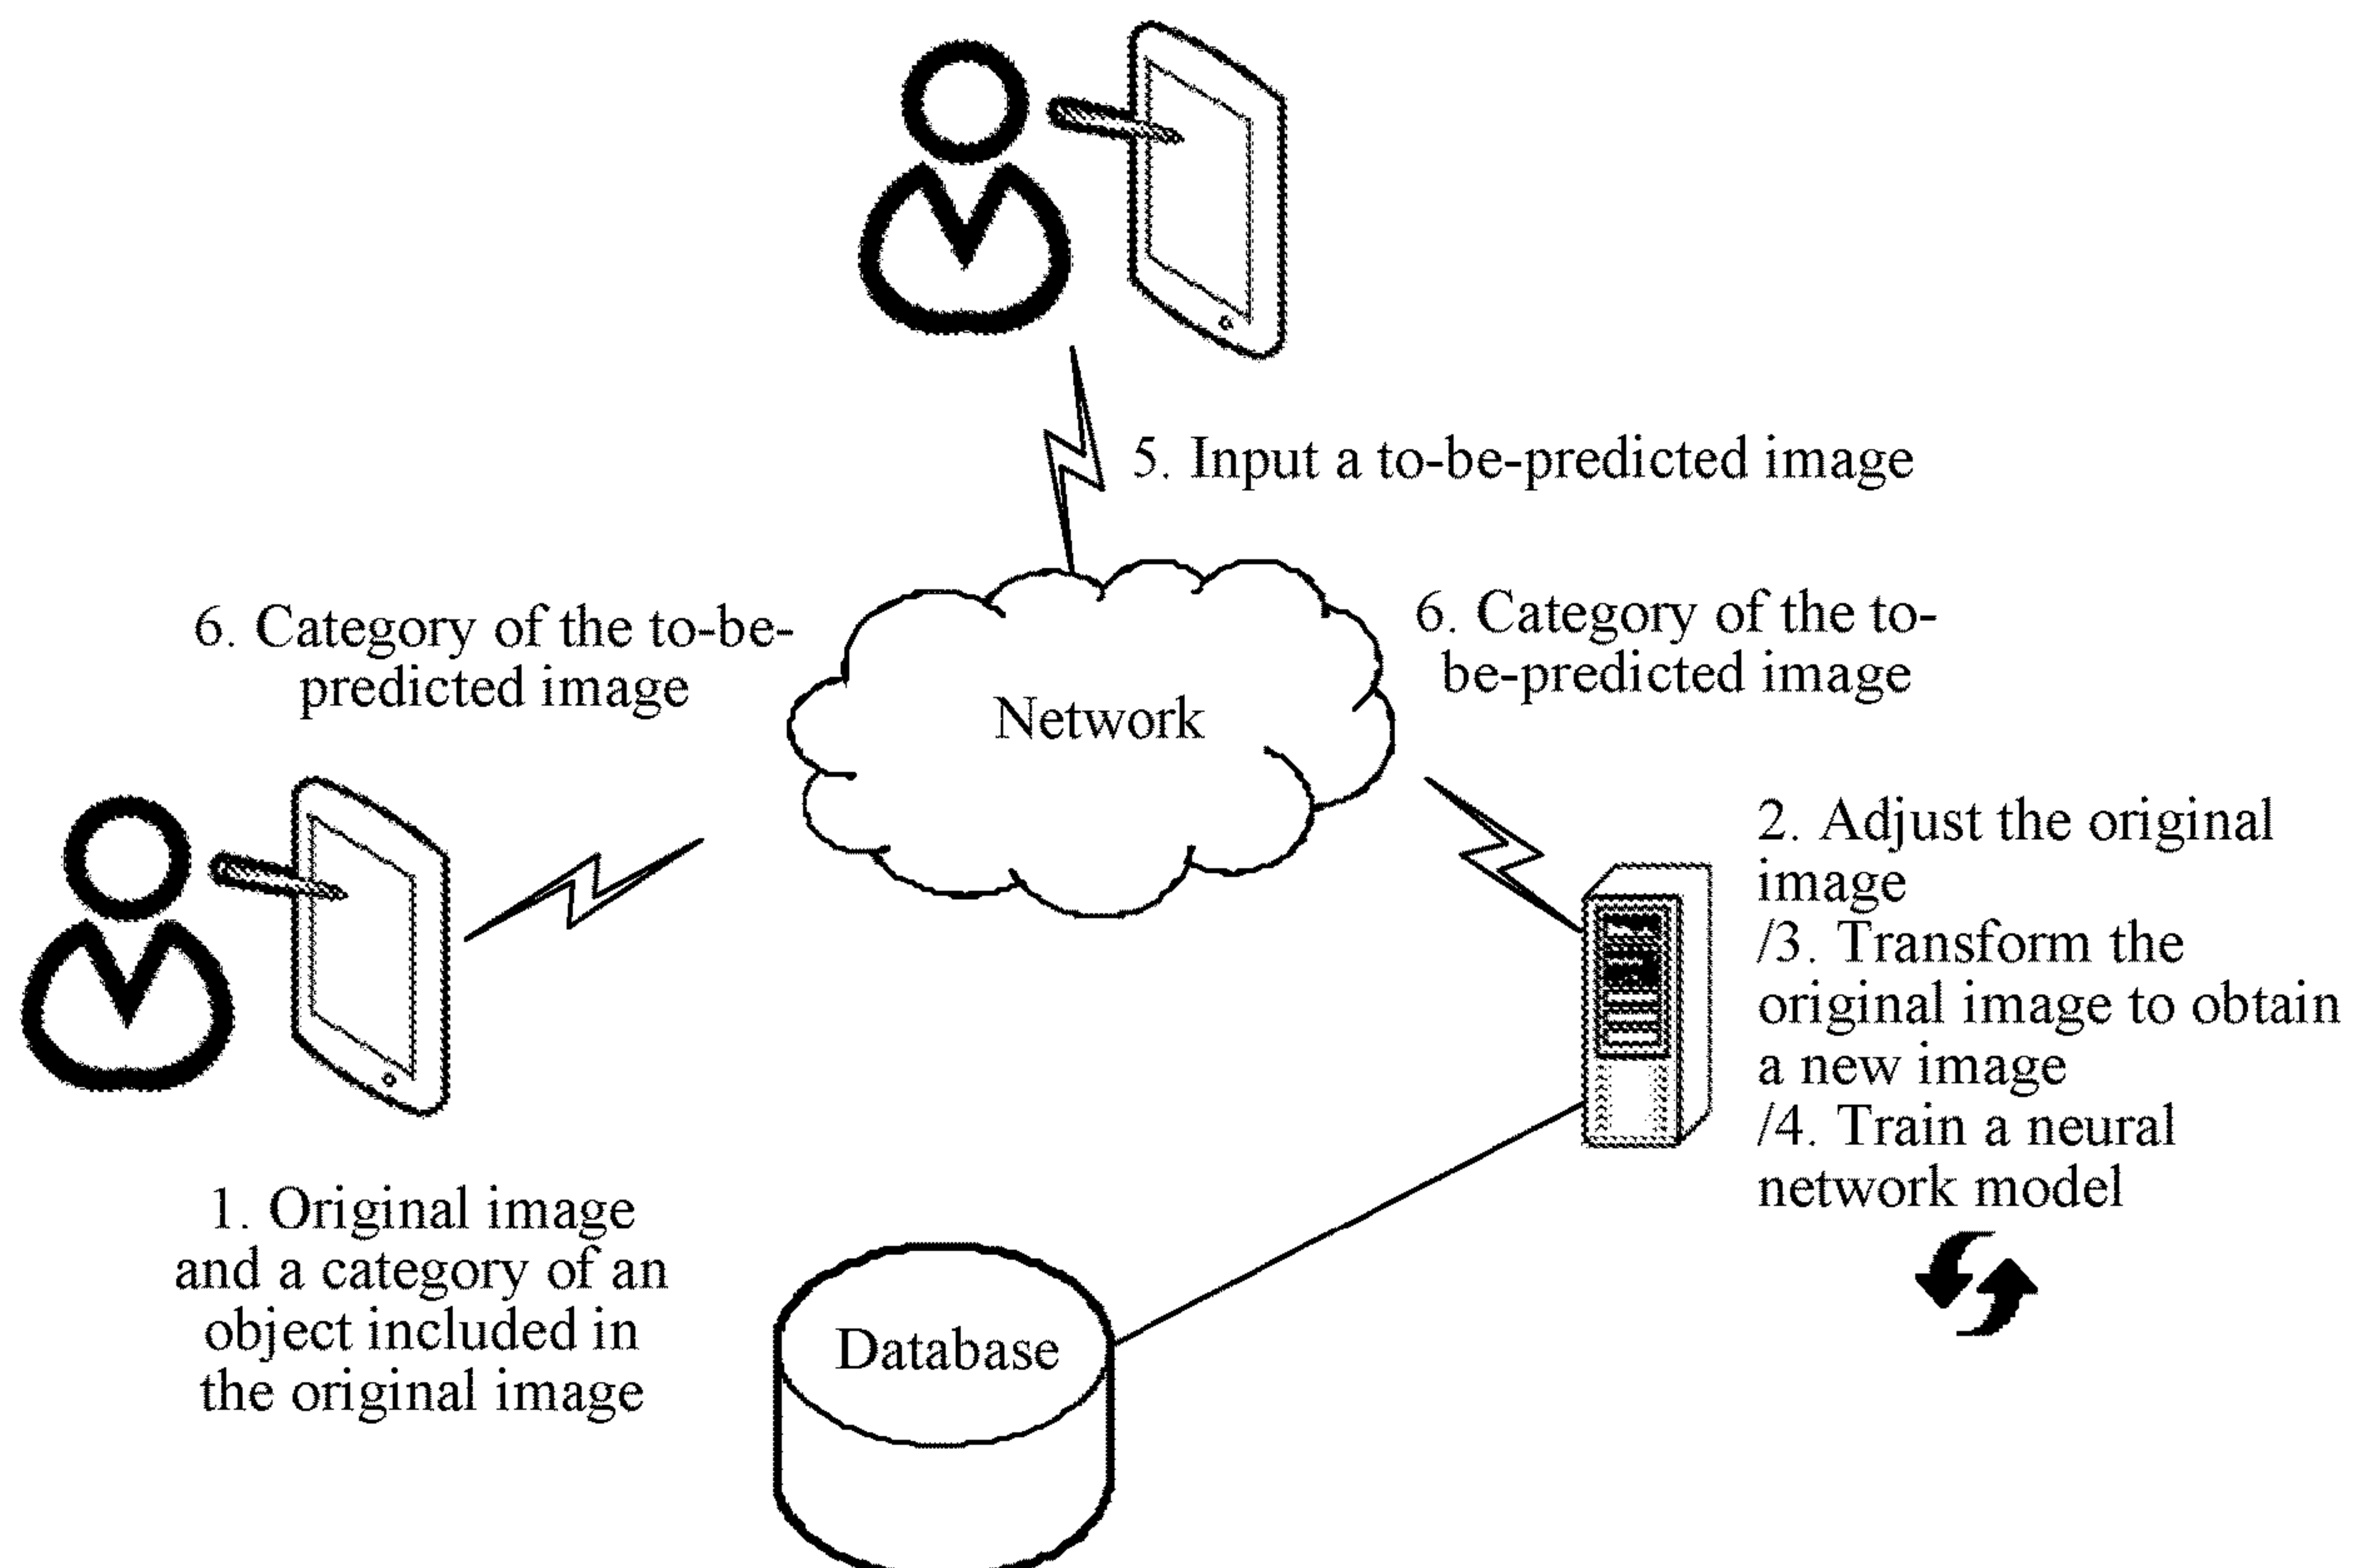 5. Input a to-be-predicted image
6. Category of the to-be-
predicted image
6. Category of the to-
be-predicted image
Network
2. Adjust the original
image
/3. Transform the
original image to obtain
a new image
/4. Train a neural
network model
1. Original image
and a category of an
object included in
the original image
Database